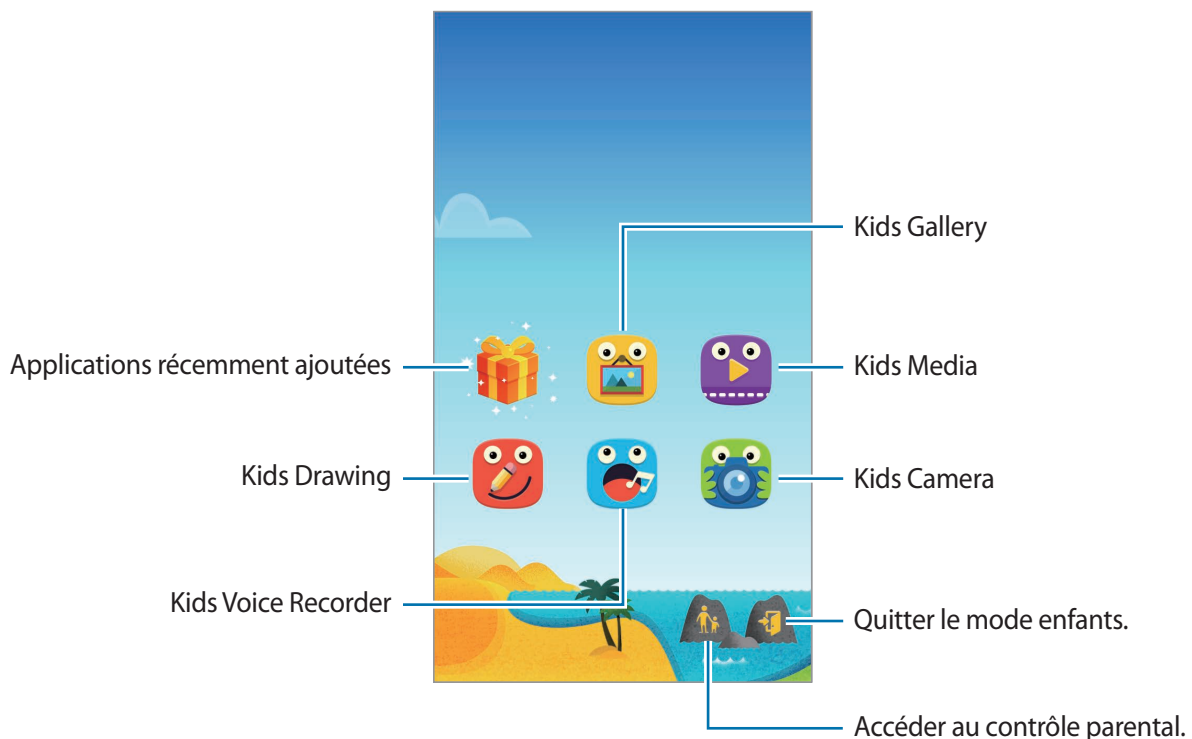 Kids Gallery
Applications récemment ajoutées
Kids Media
Kids Drawing
Kids Camera
Kids Voice Recorder
Quitter le mode enfants.
Accéder au contrôle parental.